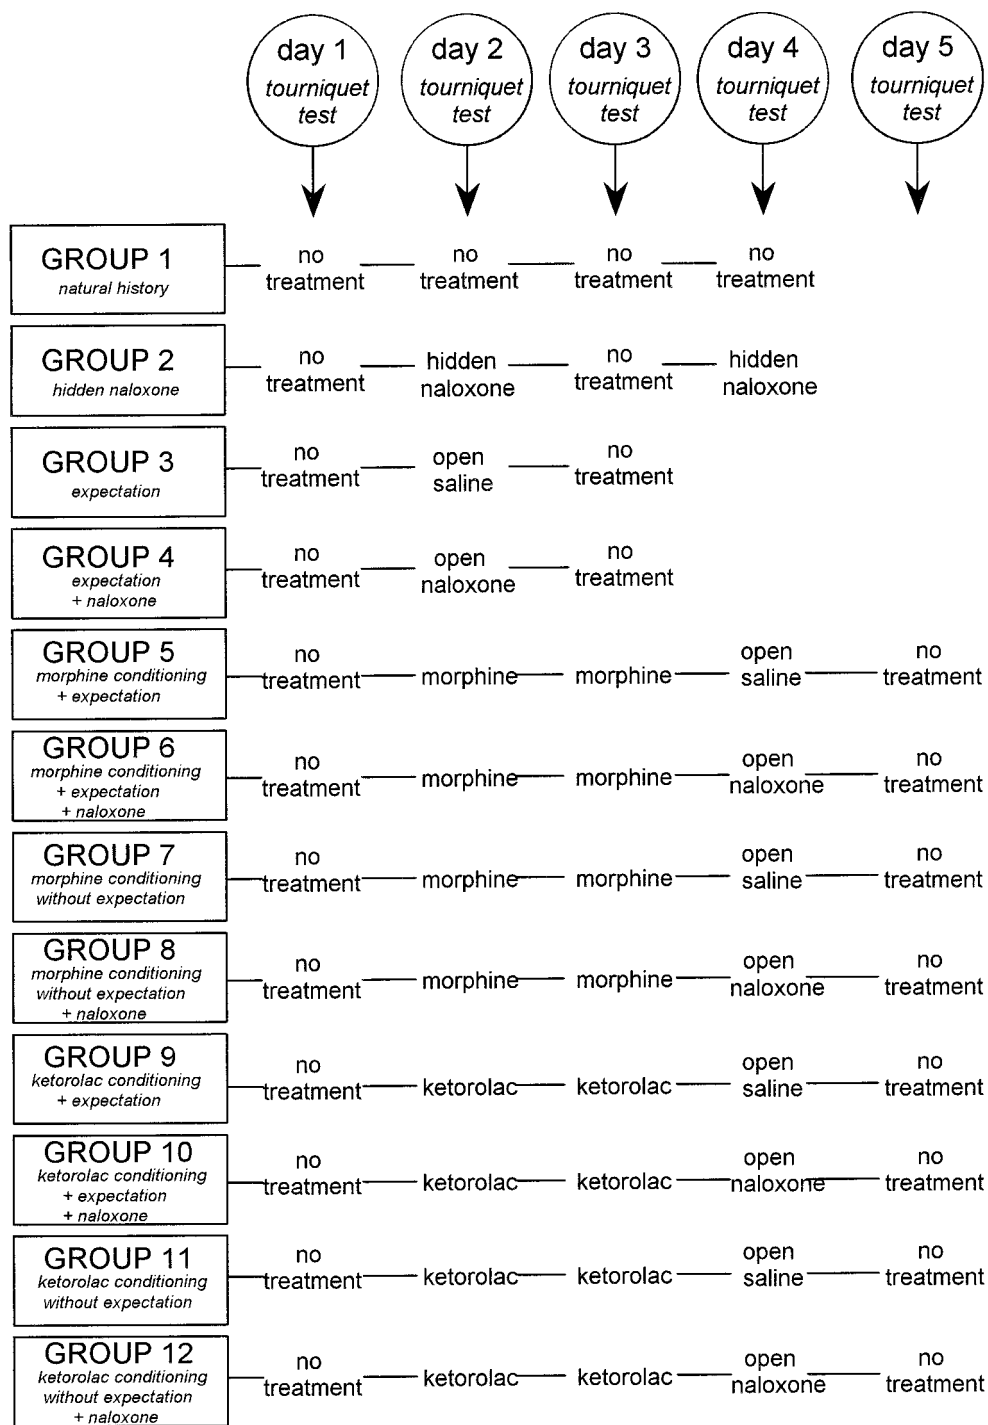 day 1
tourniquet
test
day 2
tourniquet
test
day 3
tourniquet
test
day 4
tourniquet
test
day 5
tourniquet
test
GROUP 1
natural history
no
treatment
no
treatment
no
treatment
no
treatment
GROUP 2
hidden naloxone
no
treatment
hidden
naloxone
no
treatment
hidden
naloxone
GROUP 3
expectation
no
treatment
open
saline
no
treatment
GROUP 4
expectation
+ naloxone
no
treatment
open
naloxone
no
treatment
GROUP 5
morphine conditioning
+ expectation
no
treatment
morphine
morphine
open
saline
no
treatment
GROUP 6
morphine conditioning
+ expectation
+ naloxone
no
treatment
morphine
morphine
open
naloxone
no
treatment
GROUP 7
morphine conditioning
without expectation
no
treatment
morphine
morphine
open
saline
no
treatment
GROUP 8
morphine conditioning
without expectation
+ naloxone
no
treatment
morphine
morphine
open
naloxone
no
treatment
GROUP 9
ketorolac conditioning
+ expectation
no
treatment
ketorolac
ketorolac
open
saline
no
treatment
GROUP 10
ketorolac conditioning
+ expectation
+ naloxone
no
treatment
ketorolac
ketorolac
open
naloxone
no
treatment
GROUP 11
ketorolac conditioning
without expectation
no
treatment
ketorolac
ketorolac
open
saline
no
treatment
GROUP 12
ketorolac conditioning
without expectation
+ naloxone
no
treatment
ketorolac
ketorolac
open
naloxone
no
treatment